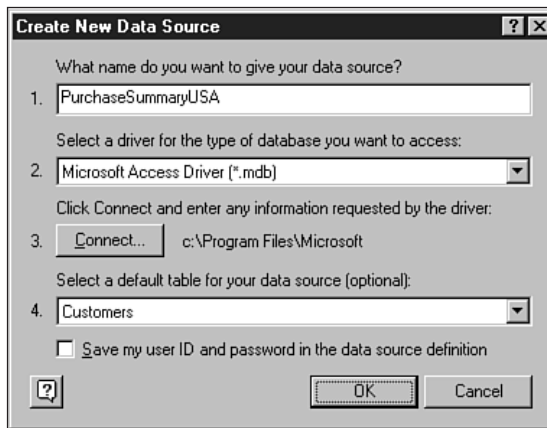 Create New Data Source
What name do you want to give your data source?
1. PurchaseSummaryUSA
Select a driver for the type of database you want to access:
2. Microsoft Access Driver (*.mdb)
Click Connect and enter any information requested by the driver:
3. Connect... c:\Program Files\Microsoft
Select a default table for your data source (optional):
4. Customers
Save my user ID and password in the data source definition
OK Cancel